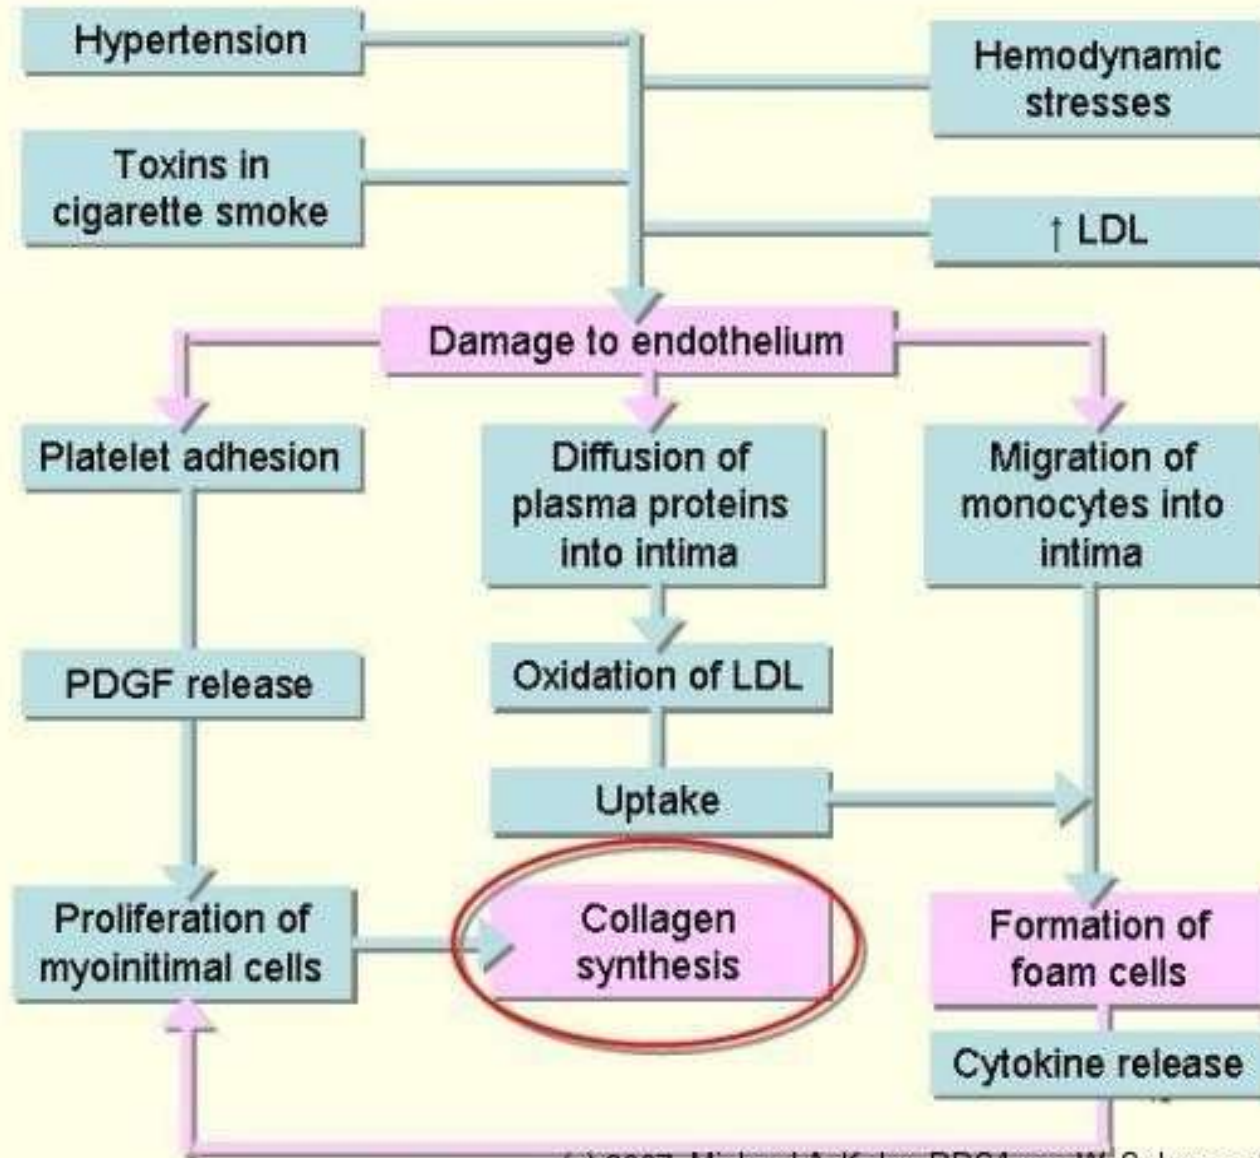 Hypertension
Hemodynamic
stresses
Toxins in
cigarette smoke
↑ LDL
Damage to endothelium
Platelet adhesion
Diffusion of
plasma proteins
into intima
Migration of
monocytes into
intima
PDGF release
Oxidation of LDL
Uptake
Proliferation of
myoinitimal cells
Collagen
synthesis
Formation of
foam cells
Cytokine release